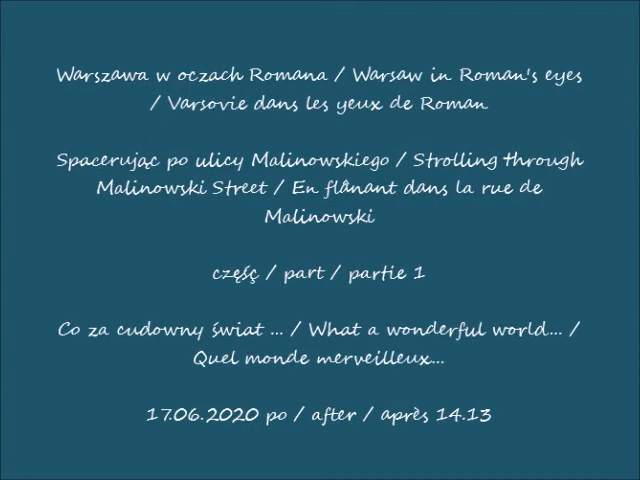 Warszawa w oczach Romana / Warsaw in Roman's eyes
/ Varsovie dans les yeux de Roman
Spacerując po ulicy Malinowskiego / Strolling through
Malinowski Street / En flânant dans la rue de
Malinowski
częśç / part / partie 1
Co za cudowny świat ... / What a wonderful world... /
Quel monde merveilleux...
17.06.2020 po / after / après 14.13